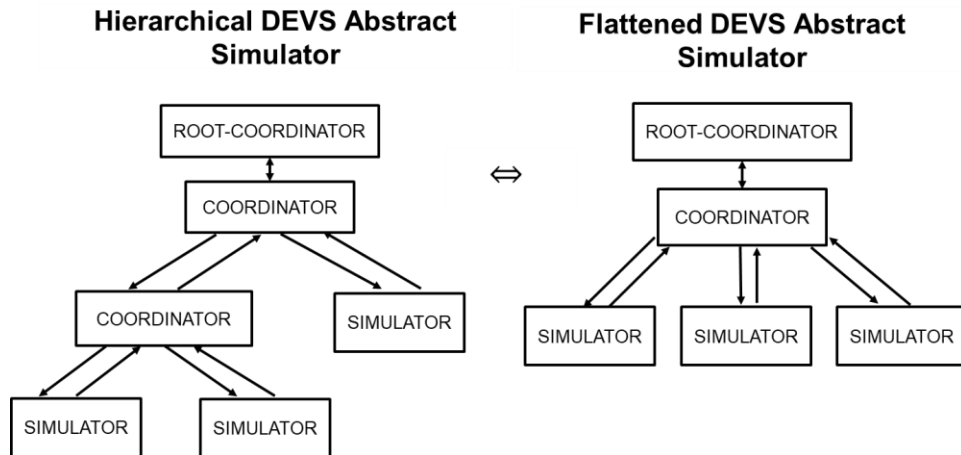 Hierarchical DEVS Abstract
Simulator
ROOT-COORDINATOR
COORDINATOR
COORDINATOR
SIMULATOR
SIMULATOR
SIMULATOR
⇔
Flattened DEVS Abstract
Simulator
ROOT-COORDINATOR
COORDINATOR
SIMULATOR
SIMULATOR
SIMULATOR